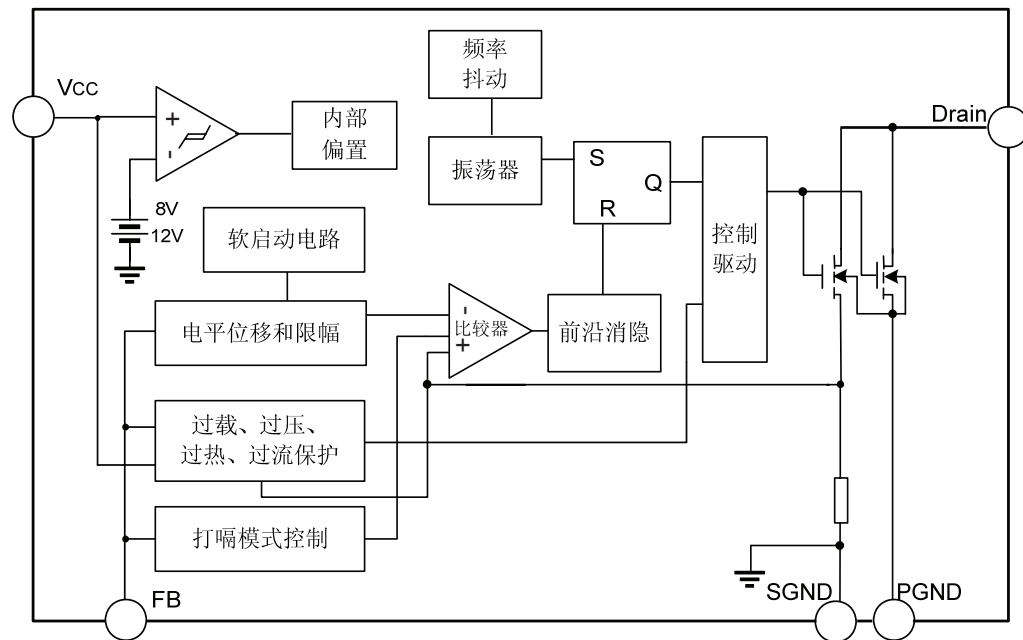 频率
抖动
Vcc
Drain
+
-
内部
偏置
振荡器
S
Q
R
控制
驱动
8V
12V
软启动电路
电平位移和限幅
-
比较器
+
前沿消隐
过载、过压、
过热、过流保护
打嗝模式控制
FB
SGND
PGND